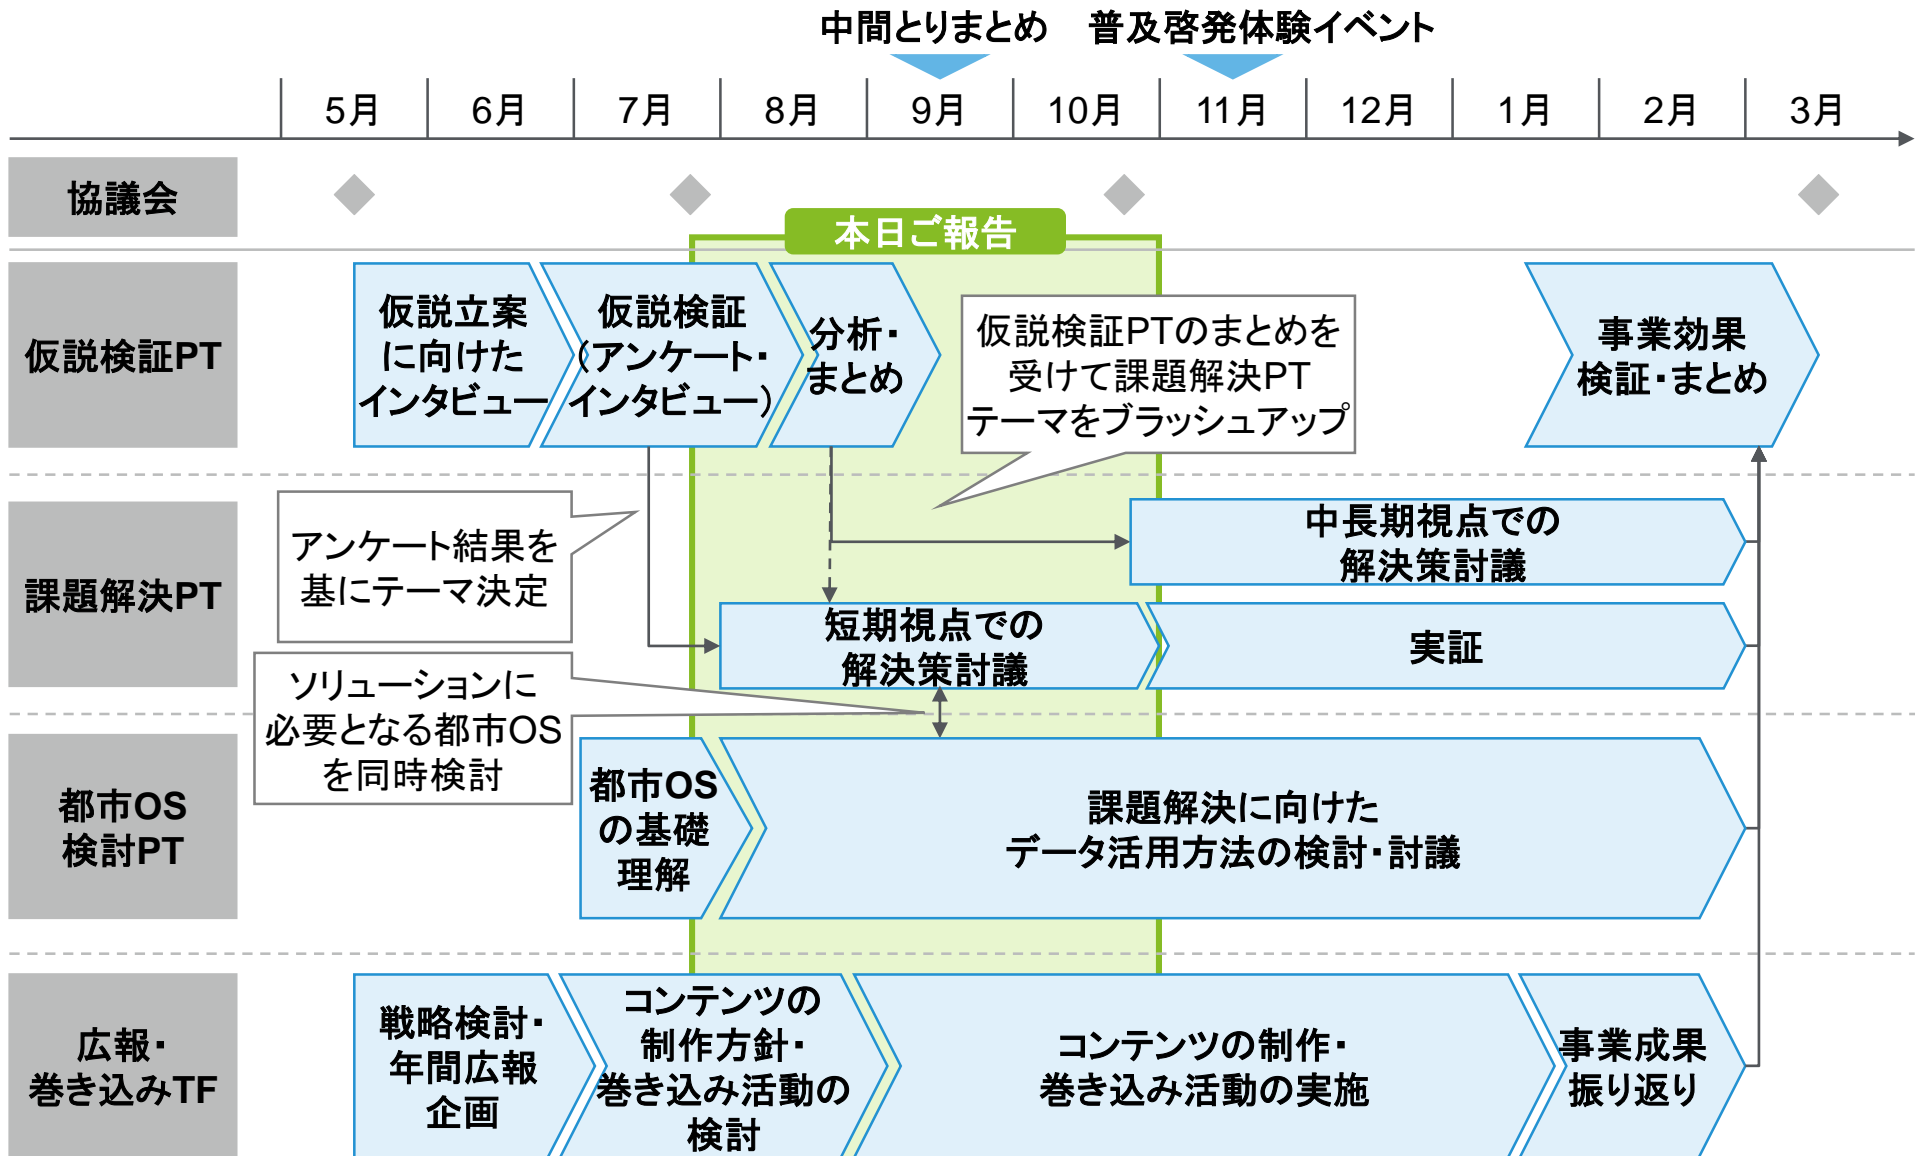 中間とりまとめ
普及啓発体験イベント
5月
6月
7月
8月
9月
10月
11月
12月
1月
2月
3月
協議会
本日ご報告
仮説検証PT
仮説立案
に向けた
インタビュー
仮説検証
(アンケート・
インタビュー)
分析・
まとめ
仮説検証PTのまとめを
受けて課題解決PT
テーマをブラッシュアップ
事業効果
検証・まとめ
課題解決PT
アンケート結果を
基にテーマ決定
中長期視点での
解決策討議
短期視点での
解決策討議
実証
ソリューションに
必要となる都市OS
を同時検討
都市OS
検討PT
都市OS
の基礎
理解
課題解決に向けた
データ活用方法の検討・討議
広報・
巻き込みTF
戦略検討・
年間広報
企画
コンテンツの
制作方針・
巻き込み活動の
検討
コンテンツの制作・
巻き込み活動の実施
事業成果
振り返り